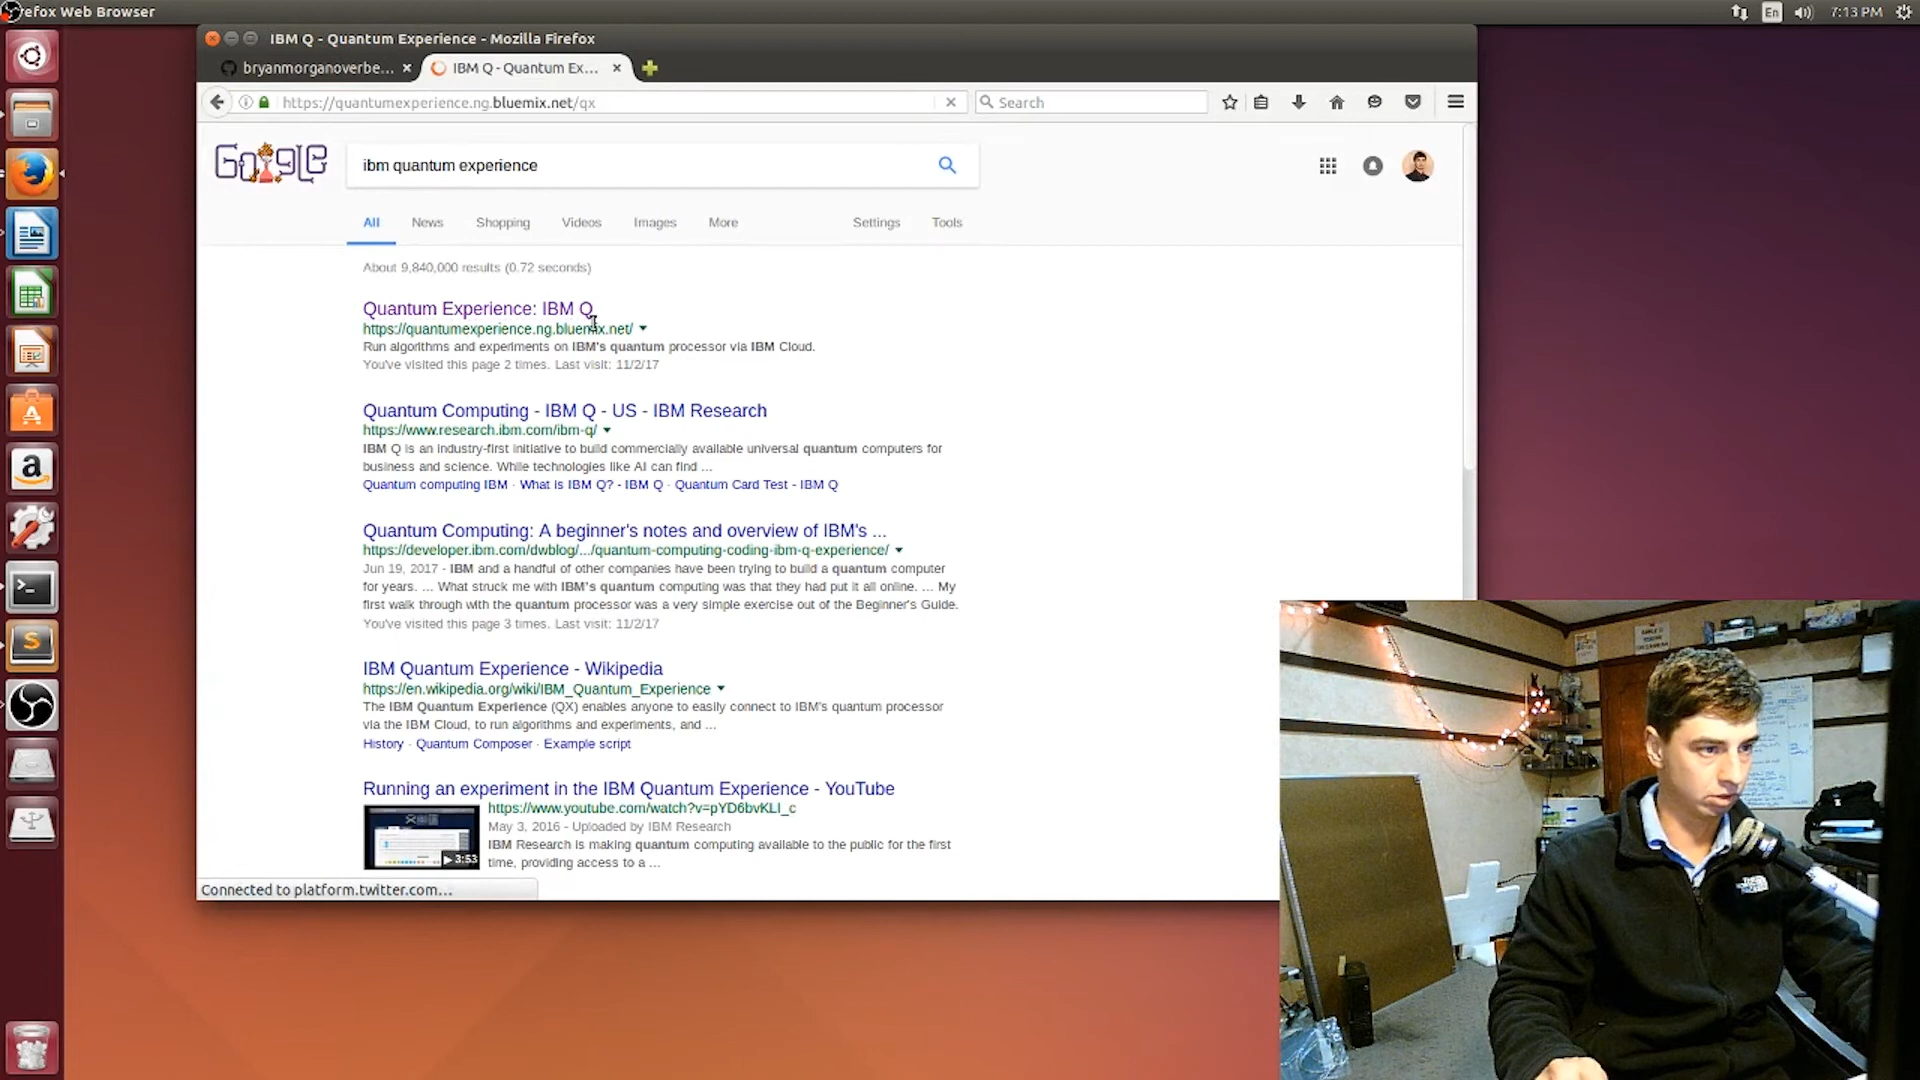 refox Web Browser
En
7:13 PM
IBM Q - Quantum Experience - Mozilla Firefox
bryanmorganoverbe...
IBM Q - Quantum Ex...
https://quantumexperience.ng.bluemix.net/qx
Search
Google
ibm quantum experience
All
News
Shopping
Videos
Images
More
Settings
Tools
About 9,840,000 results (0.72 seconds)
Quantum Experience: IBM Q
https://quantumexperience.ng.bluemix.net/
Run algorithms and experiments on IBM's quantum processor via IBM Cloud.
You've visited this page 2 times. Last visit: 11/2/17
Quantum Computing - IBM Q - US - IBM Research
https://www.research.ibm.com/ibm-q/
IBM Q is an industry-first initiative to build commercially available universal quantum computers for
business and science. While technologies like AI can find ...
Quantum computing IBM · What is IBM Q? - IBM Q · Quantum Card Test - IBM Q
Quantum Computing: A beginner's notes and overview of IBM's ...
https://developer.ibm.com/dwblog/.../quantum-computing-coding-ibm-q-experience/
Jun 19, 2017 - IBM and a handful of other companies have been trying to build a quantum computer
for years. ... What struck me with IBM's quantum computing was that they had put it all online. ... My
first walk through with the quantum processor was a very simple exercise out of the Beginner's Guide.
You've visited this page 3 times. Last visit: 11/2/17
IBM Quantum Experience - Wikipedia
https://en.wikipedia.org/wiki/IBM_Quantum_Experience
The IBM Quantum Experience (QX) enables anyone to easily connect to IBM's quantum processor
via the IBM Cloud, to run algorithms and experiments, and ...
History · Quantum Composer · Example script
Running an experiment in the IBM Quantum Experience - YouTube
https://www.youtube.com/watch?v=pYD6bvKLI_c
May 3, 2016 - Uploaded by IBM Research
IBM Research is making quantum computing available to the public for the first
time, providing access to a ...
3:53
Connected to platform.twitter.com...